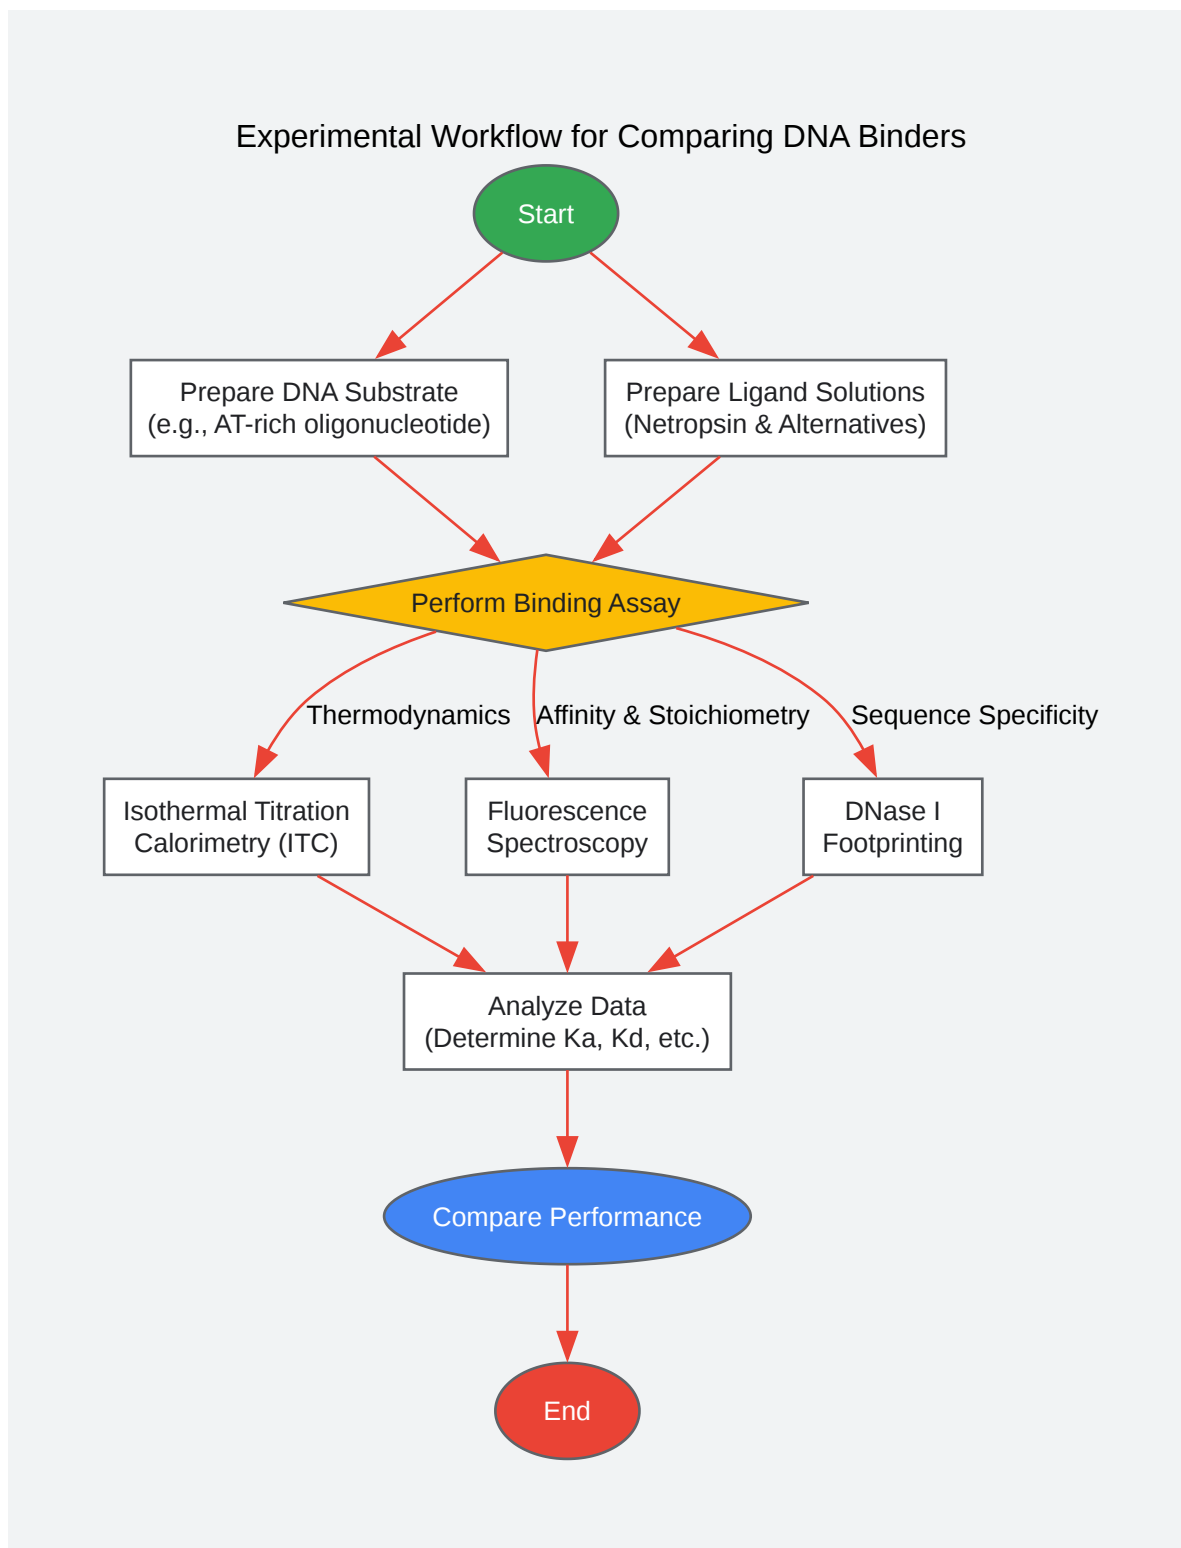 Experimental Workflow for Comparing DNA Binders
Start
Prepare DNA Substrate
(e.g., AT-rich oligonucleotide)
Prepare Ligand Solutions
(Netropsin & Alternatives)
Perform Binding Assay
Thermodynamics
Affinity & Stoichiometry
Sequence Specificity
Isothermal Titration
Calorimetry (ITC)
Fluorescence
Spectroscopy
DNase I
Footprinting
Analyze Data
(Determine Ka, Kd, etc.)
Compare Performance
End